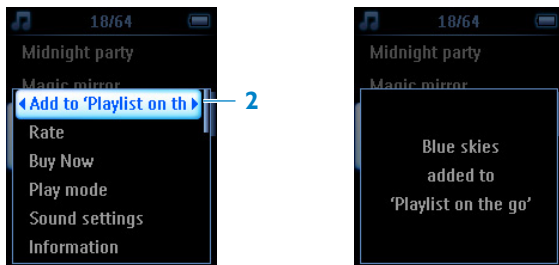 18/64
Midnight party
Magic mirror
Add to ‘Playlist on th
2
Rate
Buy Now
Play mode
Sound settings
Information
18/64
Midnight party
Magic mirror
Blue skies
added to
‘Playlist on the go’